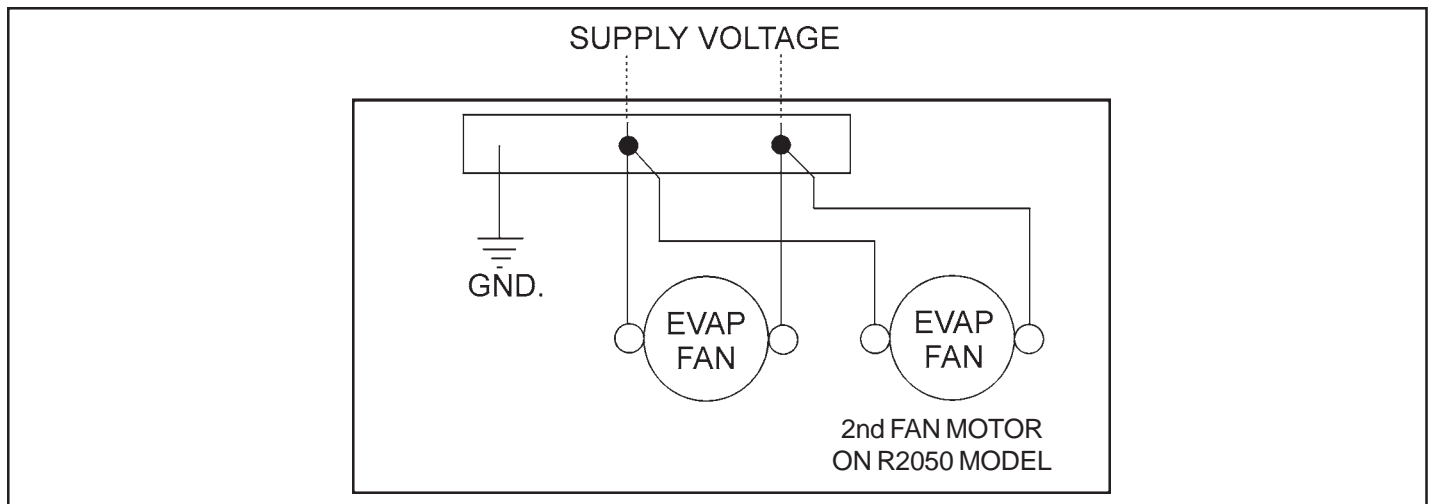 SUPPLY VOLTAGE
GND.
EVAP
FAN
EVAP
FAN
2nd FAN MOTOR
ON R2050 MODEL